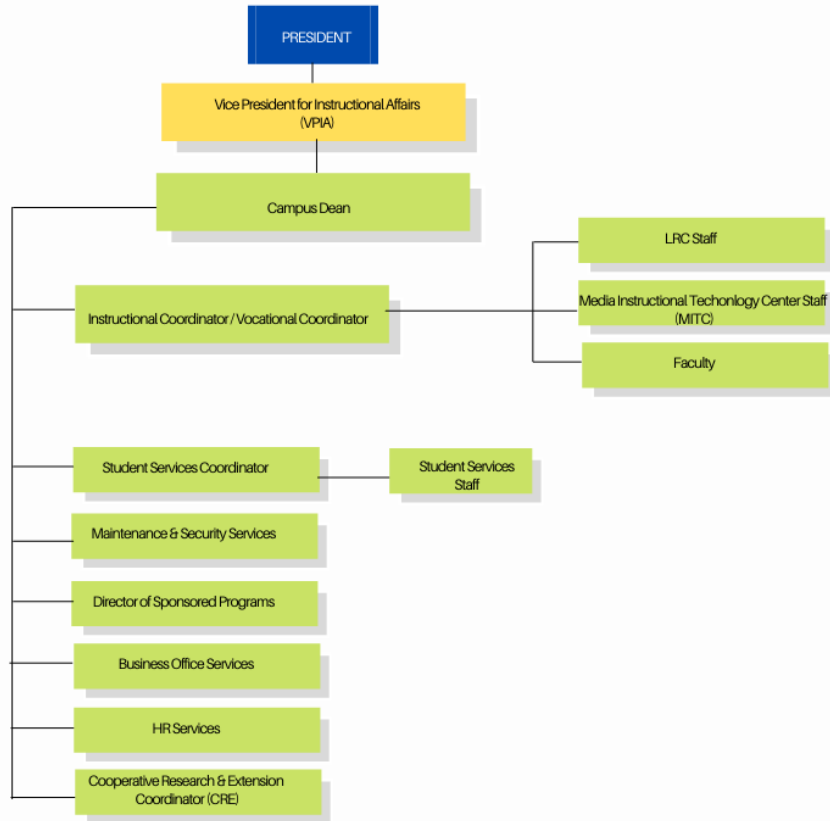 PRESIDENT
Vice President for Instructional Affairs
(VPIA)
Campus Dean
LRC Staff
Instructional Coordinator / Vocational Coordinator
Media Instructional Techonlogy Center Staff
(MITC)
Faculty
Student Services Coordinator
Student Services
Staff
Maintenance & Security Services
Director of Sponsored Programs
Business Office Services
HR Services
Cooperative Research & Extension
Coordinator (CRE)